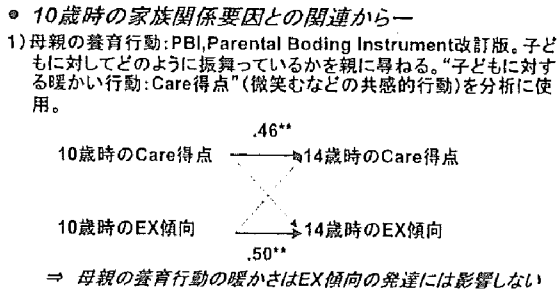 ● 10歳時の家族関係要因との関連から―
1)母親の養育行動:PBI,Parental Boding Instrument改訂版。子ど
もに対してどのように振舞っているかを親に尋ねる。“子どもに対す
る暖かい行動:Care得点”(微笑むなどの共感的行動)を分析に使
用。
.46**
10歳時のCare得点 14歳時のCare得点
10歳時のEX傾向 14歳時のEX傾向
.50**
⇒ 母親の養育行動の暖かさはEX傾向の発達には影響しない